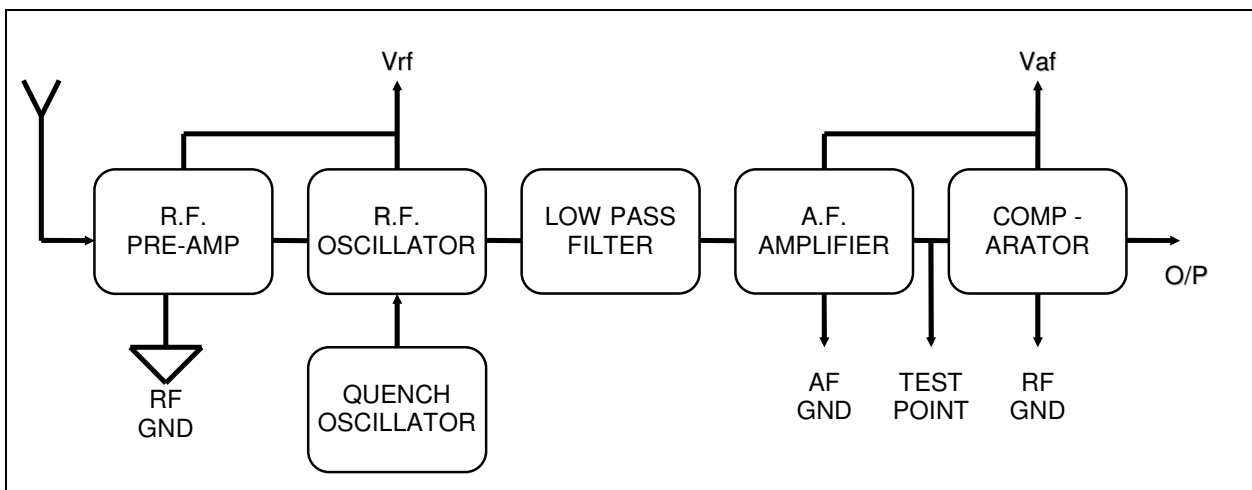 Vrf
Vaf
R.F.
PRE-AMP
R.F.
OSCILLATOR
LOW PASS
FILTER
A.F.
AMPLIFIER
COMP -
ARATOR
O/P
RF
GND
QUENCH
OSCILLATOR
AF
GND
TEST
POINT
RF
GND